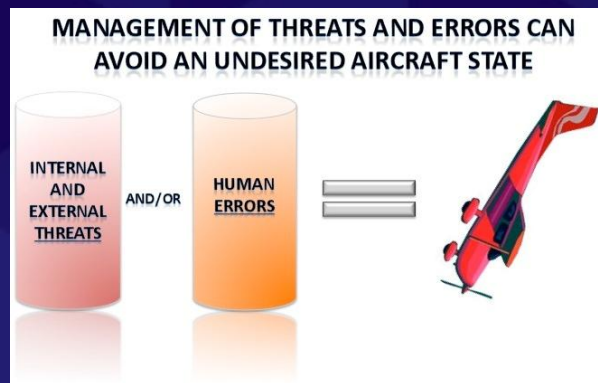 MANAGEMENT OF THREATS AND ERRORS CAN
AVOID AN UNDESIRED AIRCRAFT STATE
INTERNAL
AND
EXTERNAL
THREATS
AND/OR
HUMAN
ERRORS